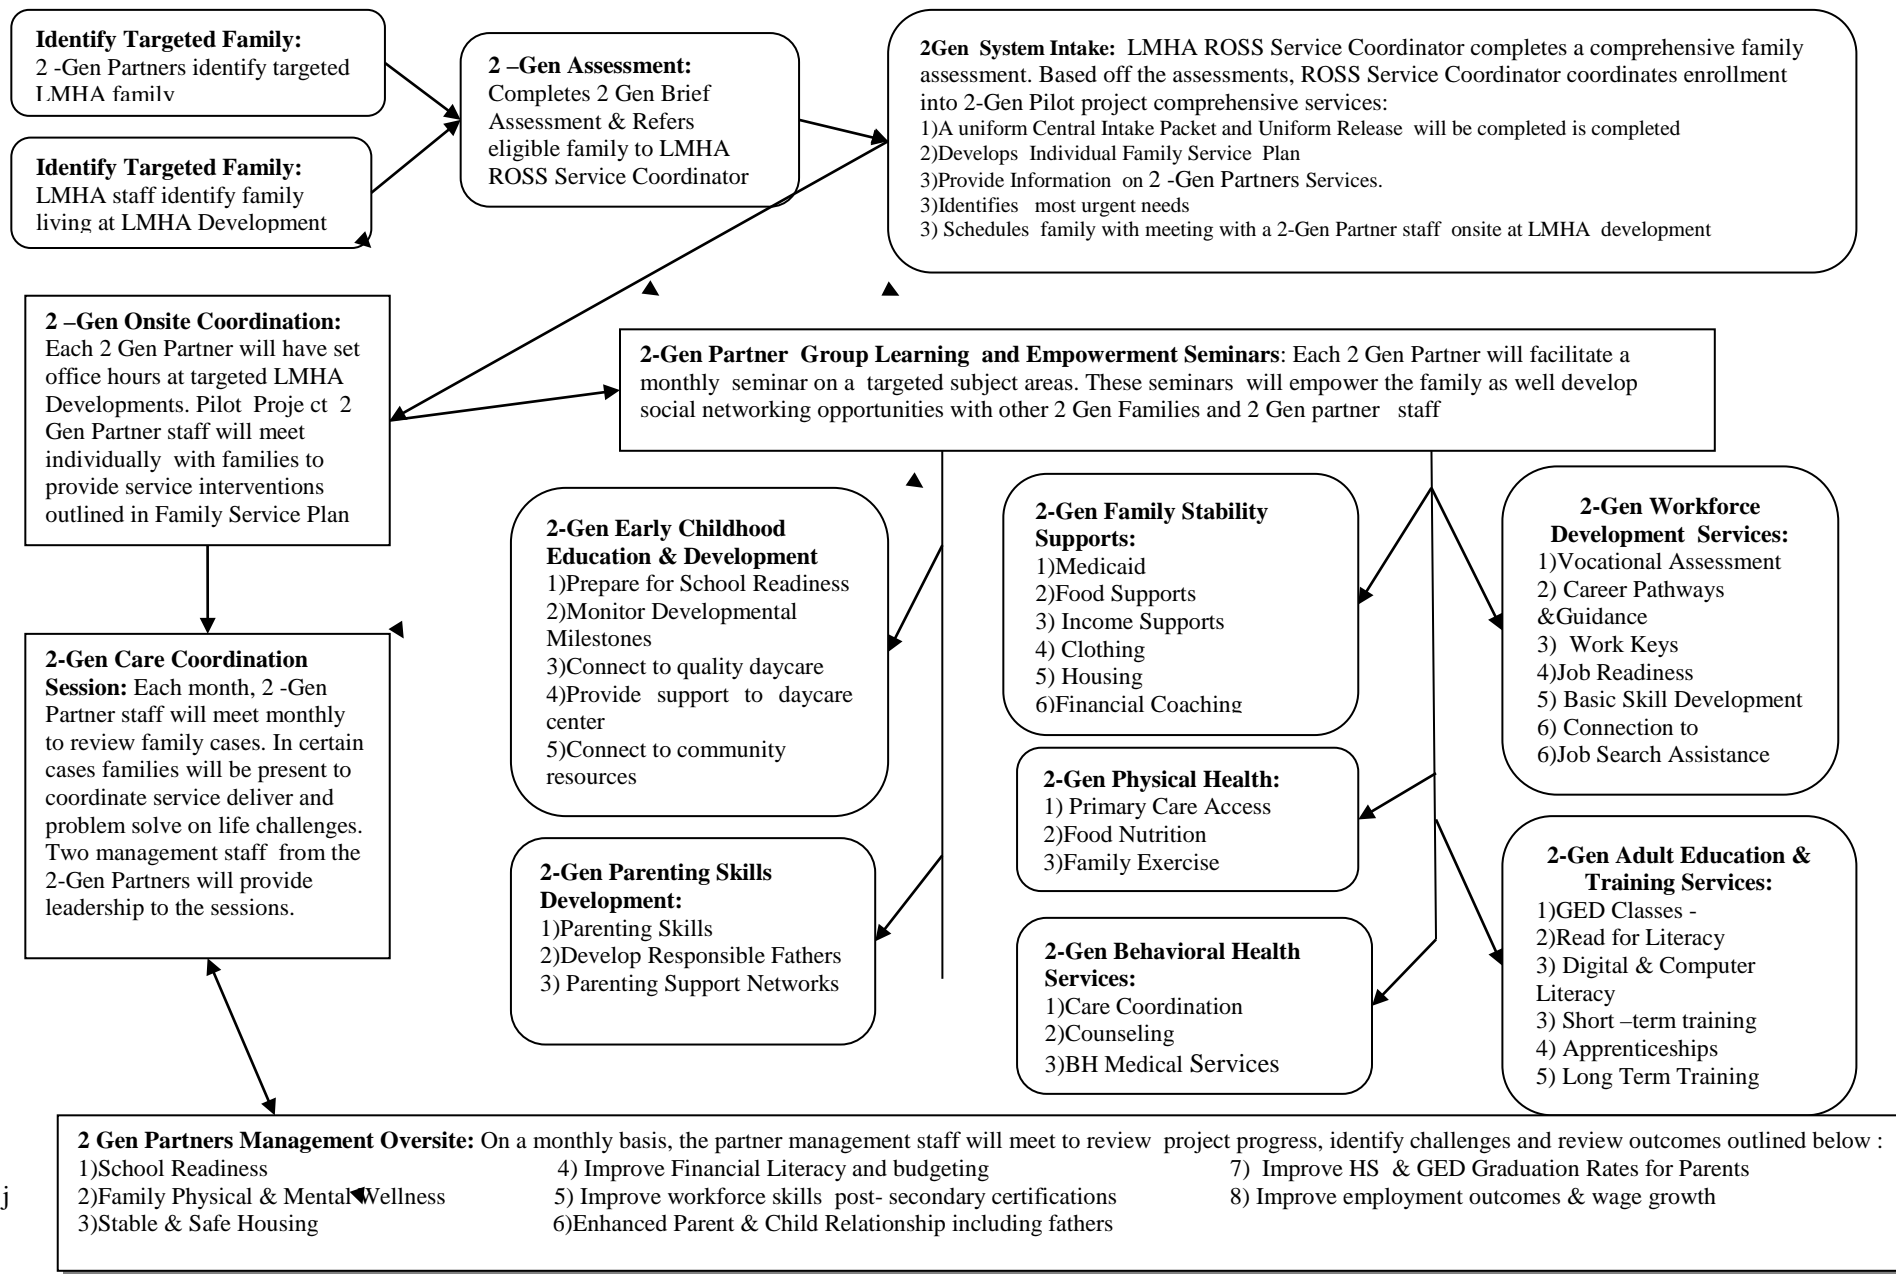 Identify Targeted Family:
2 -Gen Partners identify targeted
LMHA family
Identify Targeted Family:
LMHA staff identify family
living at LMHA Development
2 –Gen Assessment:
Completes 2 Gen Brief
Assessment & Refers
eligible family to LMHA
ROSS Service Coordinator
2Gen System Intake: LMHA ROSS Service Coordinator completes a comprehensive family
assessment. Based off the assessments, ROSS Service Coordinator coordinates enrollment
into 2-Gen Pilot project comprehensive services:
1)A uniform Central Intake Packet and Uniform Release will be completed is completed
2)Develops Individual Family Service Plan
3)Provide Information on 2 -Gen Partners Services.
3)Identifies most urgent needs
3) Schedules family with meeting with a 2-Gen Partner staff onsite at LMHA development
2 –Gen Onsite Coordination:
Each 2 Gen Partner will have set
office hours at targeted LMHA
Developments. Pilot Proje ct 2
Gen Partner staff will meet
individually with families to
provide service interventions
outlined in Family Service Plan
2-Gen Partner Group Learning and Empowerment Seminars: Each 2 Gen Partner will facilitate a
monthly seminar on a targeted subject areas. These seminars will empower the family as well develop
social networking opportunities with other 2 Gen Families and 2 Gen partner staff
2-Gen Early Childhood
Education & Development
1)Prepare for School Readiness
2)Monitor Developmental
Milestones
3)Connect to quality daycare
4)Provide support to daycare
center
5)Connect to community
resources
2-Gen Family Stability
Supports:
1)Medicaid
2)Food Supports
3) Income Supports
4) Clothing
5) Housing
6)Financial Coaching
2-Gen Workforce
Development Services:
1)Vocational Assessment
2) Career Pathways
&Guidance
3) Work Keys
4)Job Readiness
5) Basic Skill Development
6) Connection to
6)Job Search Assistance
2-Gen Care Coordination
Session: Each month, 2 -Gen
Partner staff will meet monthly
to review family cases. In certain
cases families will be present to
coordinate service deliver and
problem solve on life challenges.
Two management staff from the
2-Gen Partners will provide
leadership to the sessions.
2-Gen Parenting Skills
Development:
1)Parenting Skills
2)Develop Responsible Fathers
3) Parenting Support Networks
2-Gen Physical Health:
1) Primary Care Access
2)Food Nutrition
3)Family Exercise
2-Gen Behavioral Health
Services:
1)Care Coordination
2)Counseling
3)BH Medical Services
2-Gen Adult Education &
Training Services:
1)GED Classes -
2)Read for Literacy
3) Digital & Computer
Literacy
3) Short –term training
4) Apprenticeships
5) Long Term Training
2 Gen Partners Management Oversite: On a monthly basis, the partner management staff will meet to review project progress, identify challenges and review outcomes outlined below :
1)School Readiness 4) Improve Financial Literacy and budgeting 7) Improve HS & GED Graduation Rates for Parents
j 2)Family Physical & Mental Wellness 5) Improve workforce skills post- secondary certifications 8) Improve employment outcomes & wage growth
3)Stable & Safe Housing 6)Enhanced Parent & Child Relationship including fathers